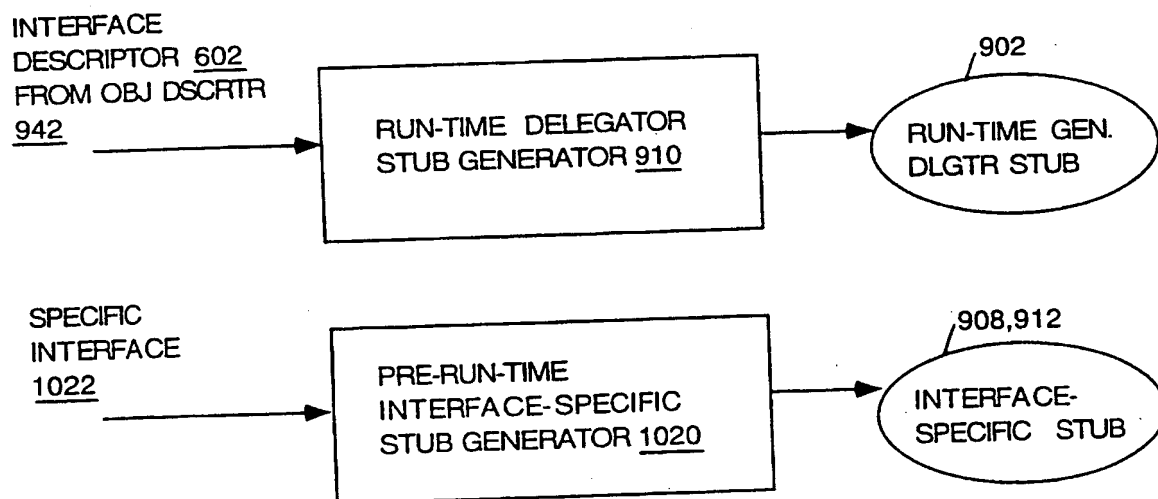 INTERFACE
DESCRIPTOR 602
FROM OBJ DSCRTR
942
RUN-TIME DELEGATOR
STUB GENERATOR 910
902
RUN-TIME GEN.
DLGTR STUB
SPECIFIC
INTERFACE
1022
PRE-RUN-TIME
INTERFACE-SPECIFIC
STUB GENERATOR 1020
908,912
INTERFACE-
SPECIFIC STUB